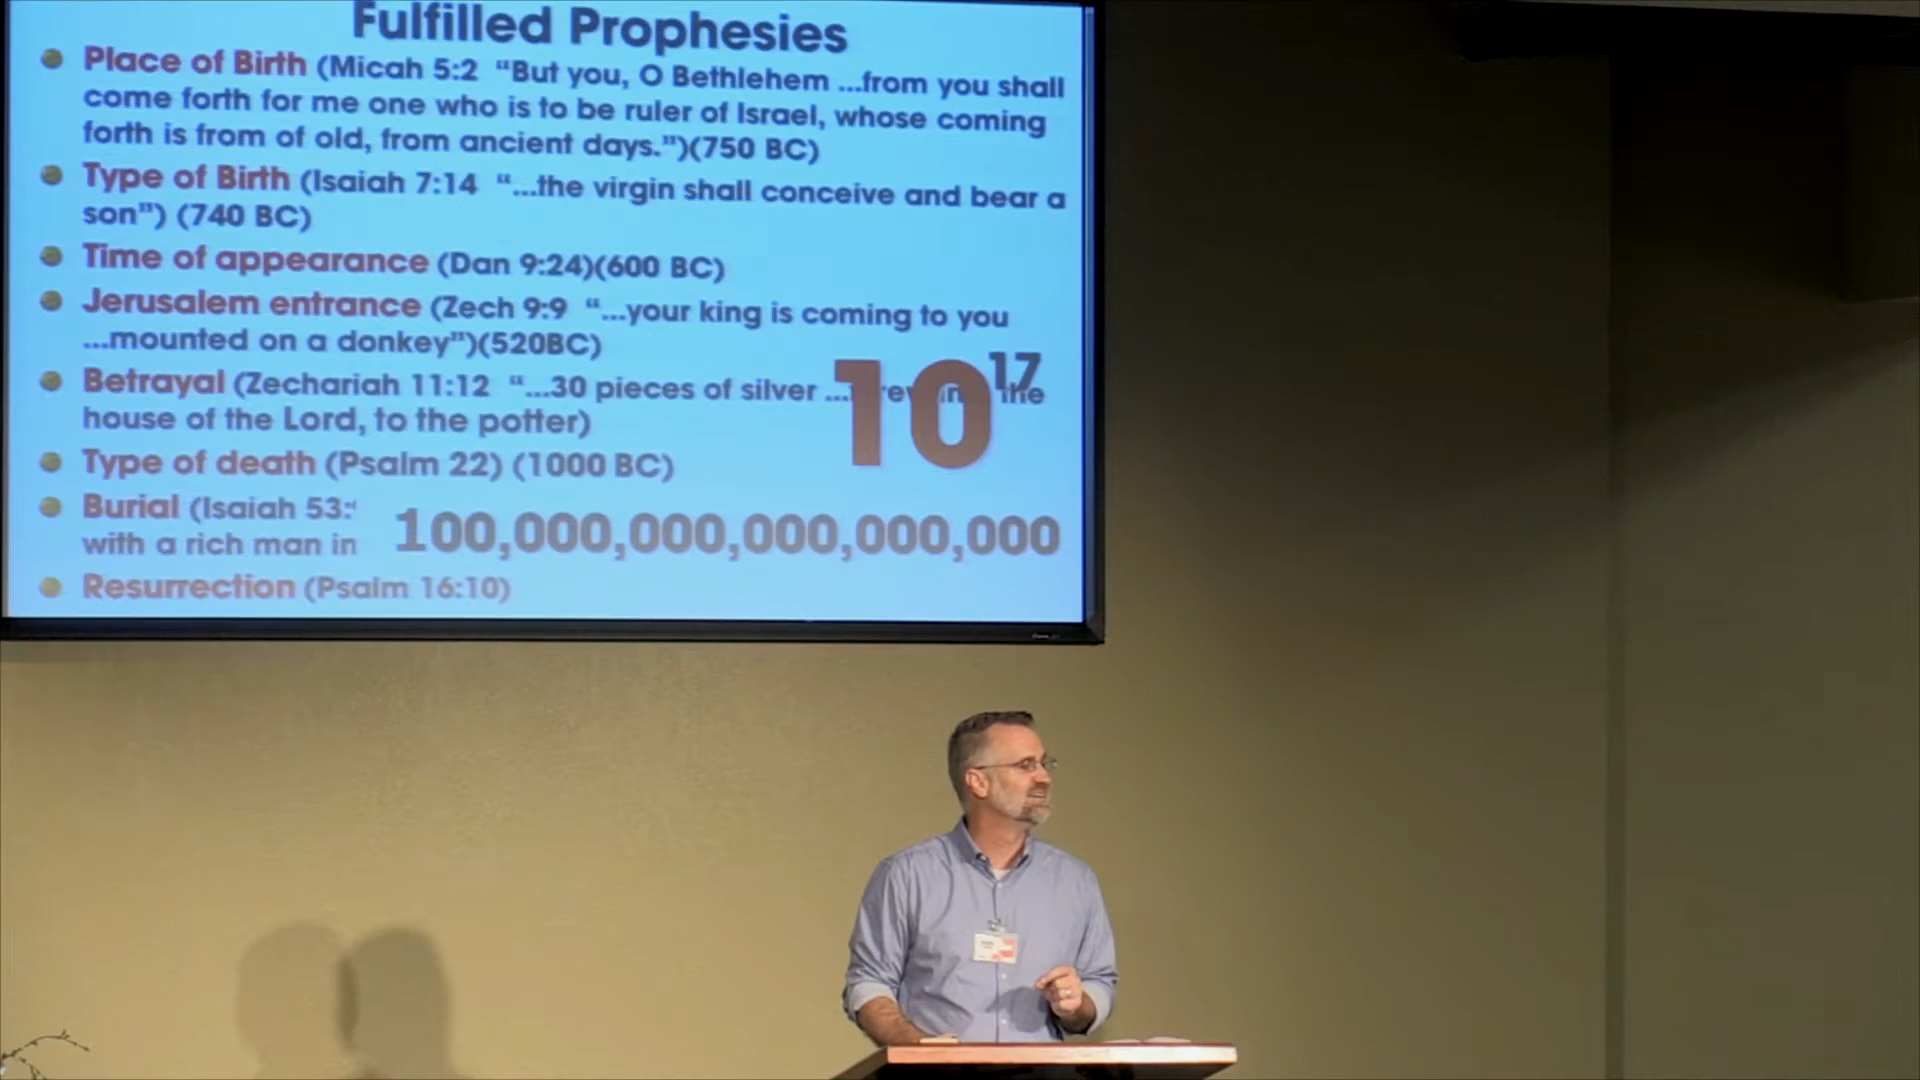 Fulfilled Prophesies
Place of Birth (Micah 5:2 “But you, O Bethlehem ...from you shall
come forth for me one who is to be ruler of Israel, whose coming
forth is from of old, from ancient days.”)(750 BC)
Type of Birth (Isaiah 7:14 “...the virgin shall conceive and bear a
son”) (740 BC)
Time of appearance (Dan 9:24)(600 BC)
Jerusalem entrance (Zech 9:9 “...your king is coming to you
...mounted on a donkey”)(520BC)
Betrayal (Zechariah 11:12 “...30 pieces of silver ... the
house of the Lord, to the potter)
1017
Type of death (Psalm 22) (1000 BC)
Burial (Isaiah 53:
with a rich man in
100,000,000,000,000,000
Resurrection (Psalm 16:10)